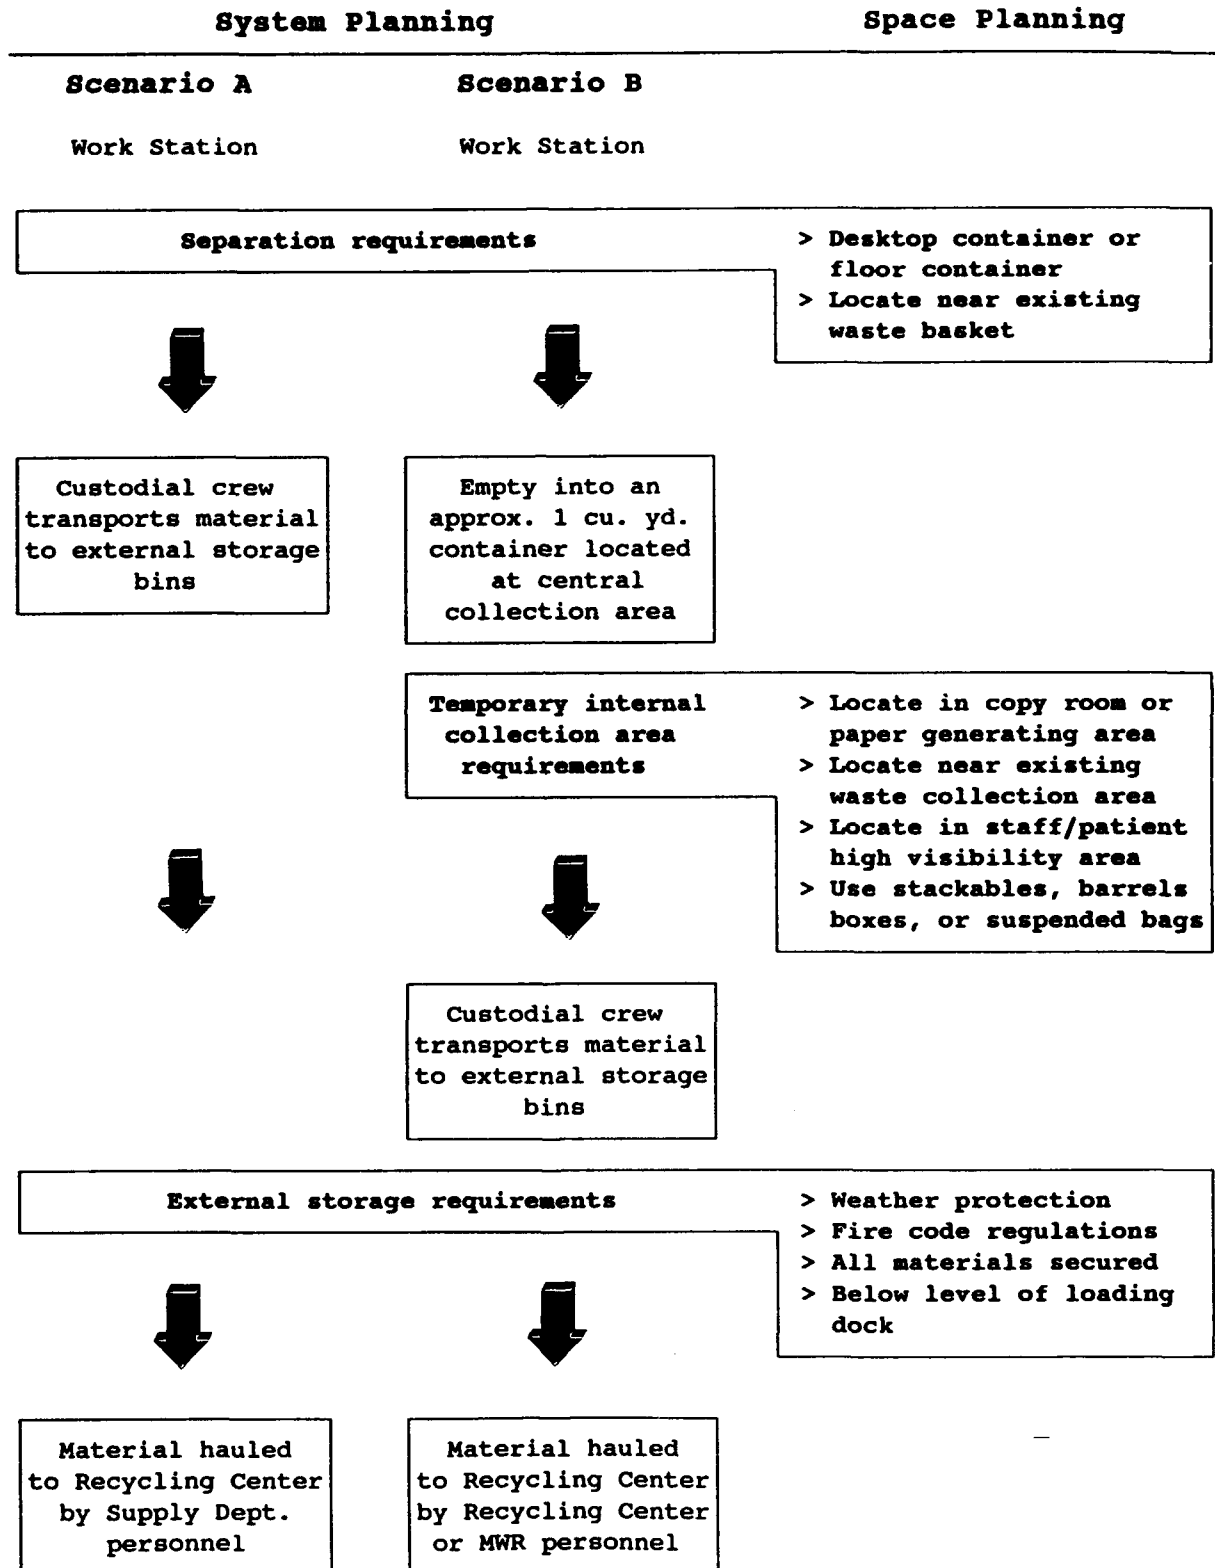 System Planning
Space Planning
Scenario A
Scenario B
Work Station
Work Station
Separation requirements
> Desktop container or
floor container
> Locate near existing
waste basket
Custodial crew
transports material
to external storage
bins
Empty into an
approx. 1 cu. yd.
container located
at central
collection area
Temporary internal
collection area
requirements
> Locate in copy room or
paper generating area
> Locate near existing
waste collection area
> Locate in staff/patient
high visibility area
> Use stackables, barrels
boxes, or suspended bags
Custodial crew
transports material
to external storage
bins
External storage requirements
> Weather protection
> Fire code regulations
> All materials secured
> Below level of loading
dock
Material hauled
to Recycling Center
by Supply Dept.
personnel
Material hauled
to Recycling Center
by Recycling Center
or MWR personnel